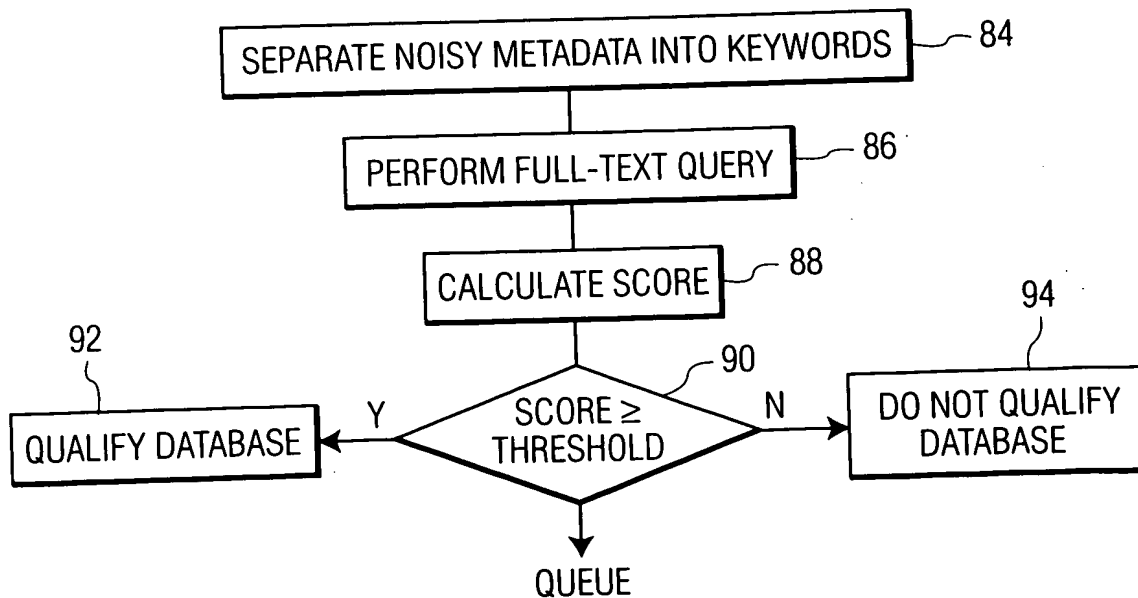 SEPARATE NOISY METADATA INTO KEYWORDS
84
PERFORM FULL-TEXT QUERY
86
CALCULATE SCORE
88
92
90
94
QUALIFY DATABASE
Y
SCORE ≥
THRESHOLD
N
DO NOT QUALIFY
DATABASE
QUEUE